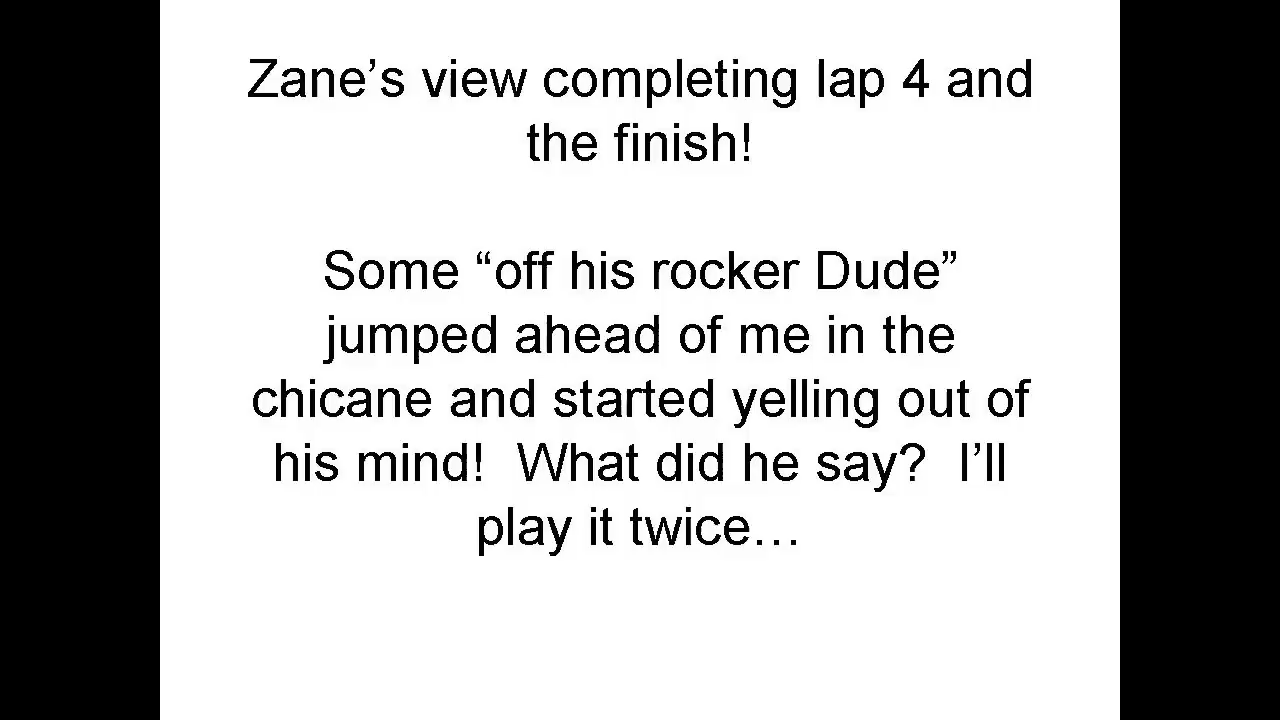 Zane’s view completing lap 4 and
the finish!
Some “off his rocker Dude”
jumped ahead of me in the
chicane and started yelling out of
his mind!  What did he say?  I’ll
play it twice…